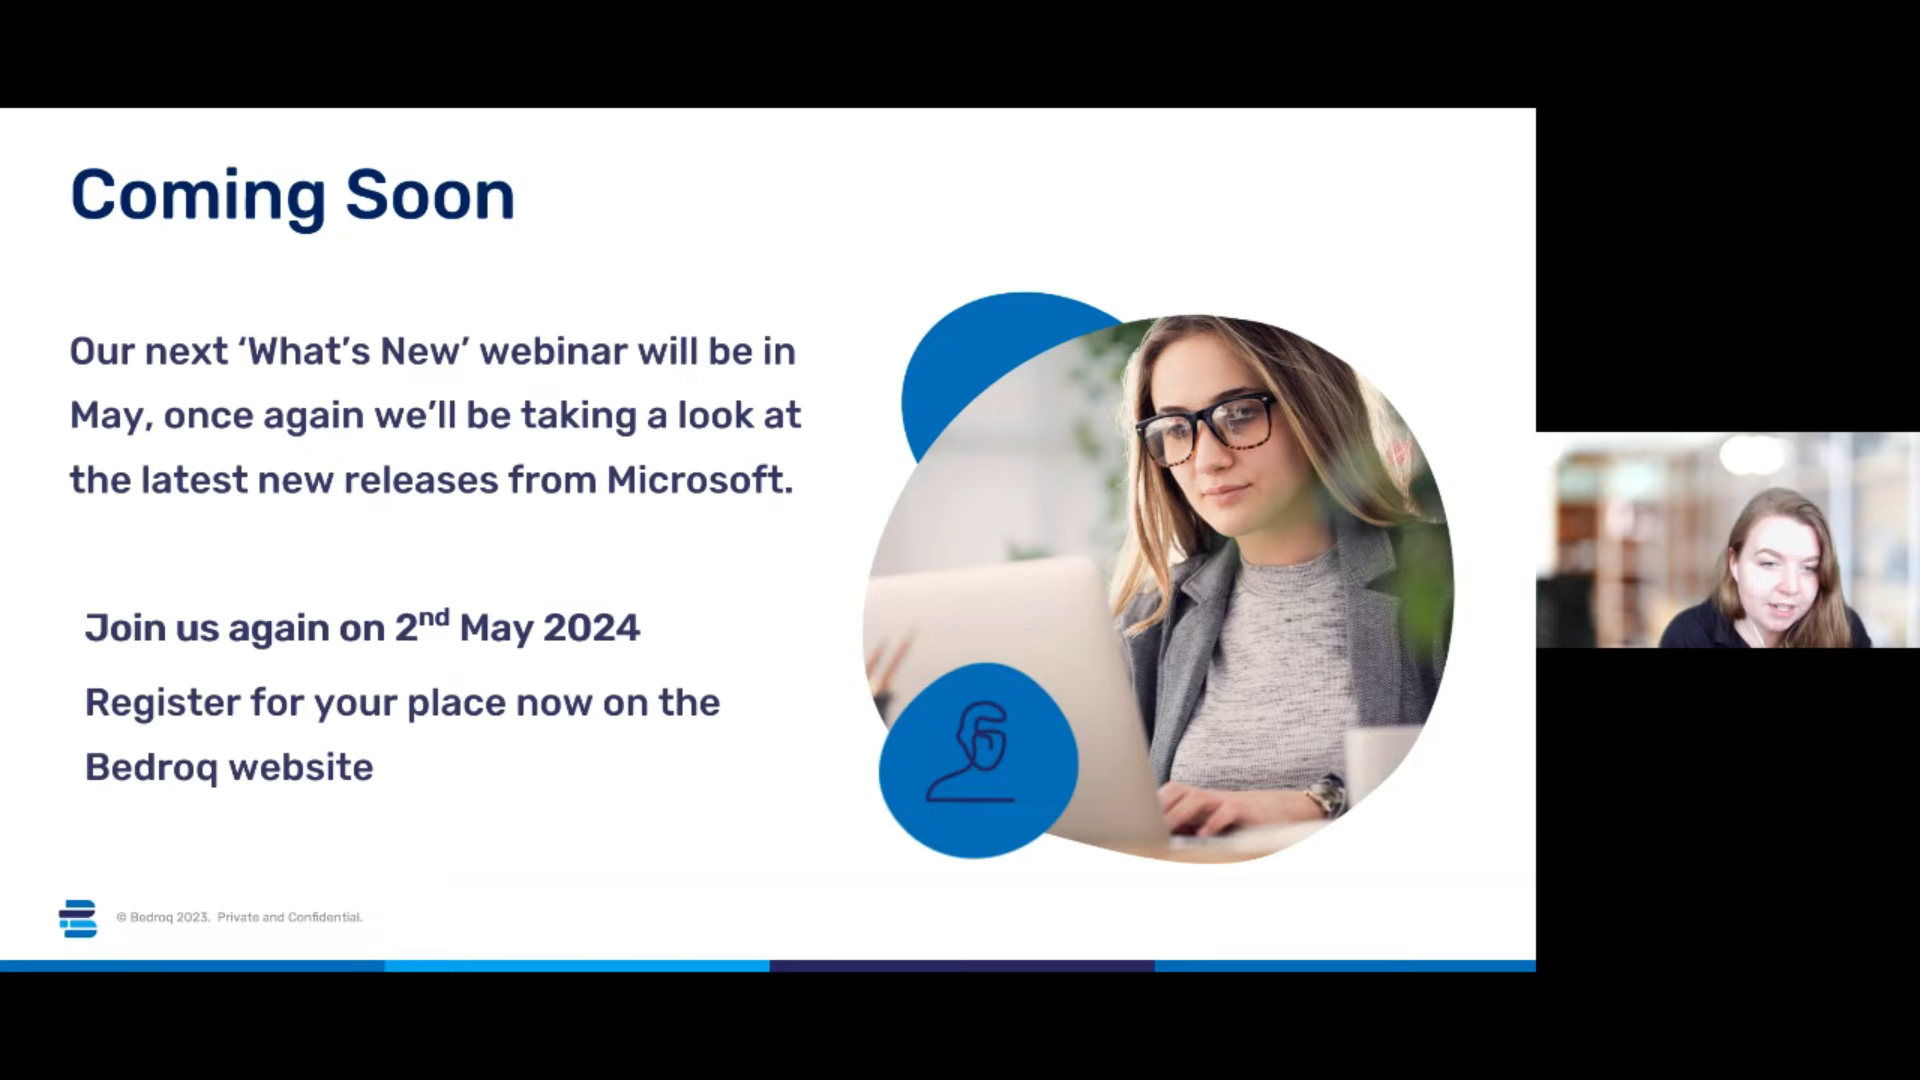 Coming Soon
Our next ‘What’s New’ webinar will be in
May, once again we’ll be taking a look at
the latest new releases from Microsoft.
Join us again on 2nd May 2024
Register for your place now on the
Bedroq website
© Bedroq 2023. Private and Confidential.